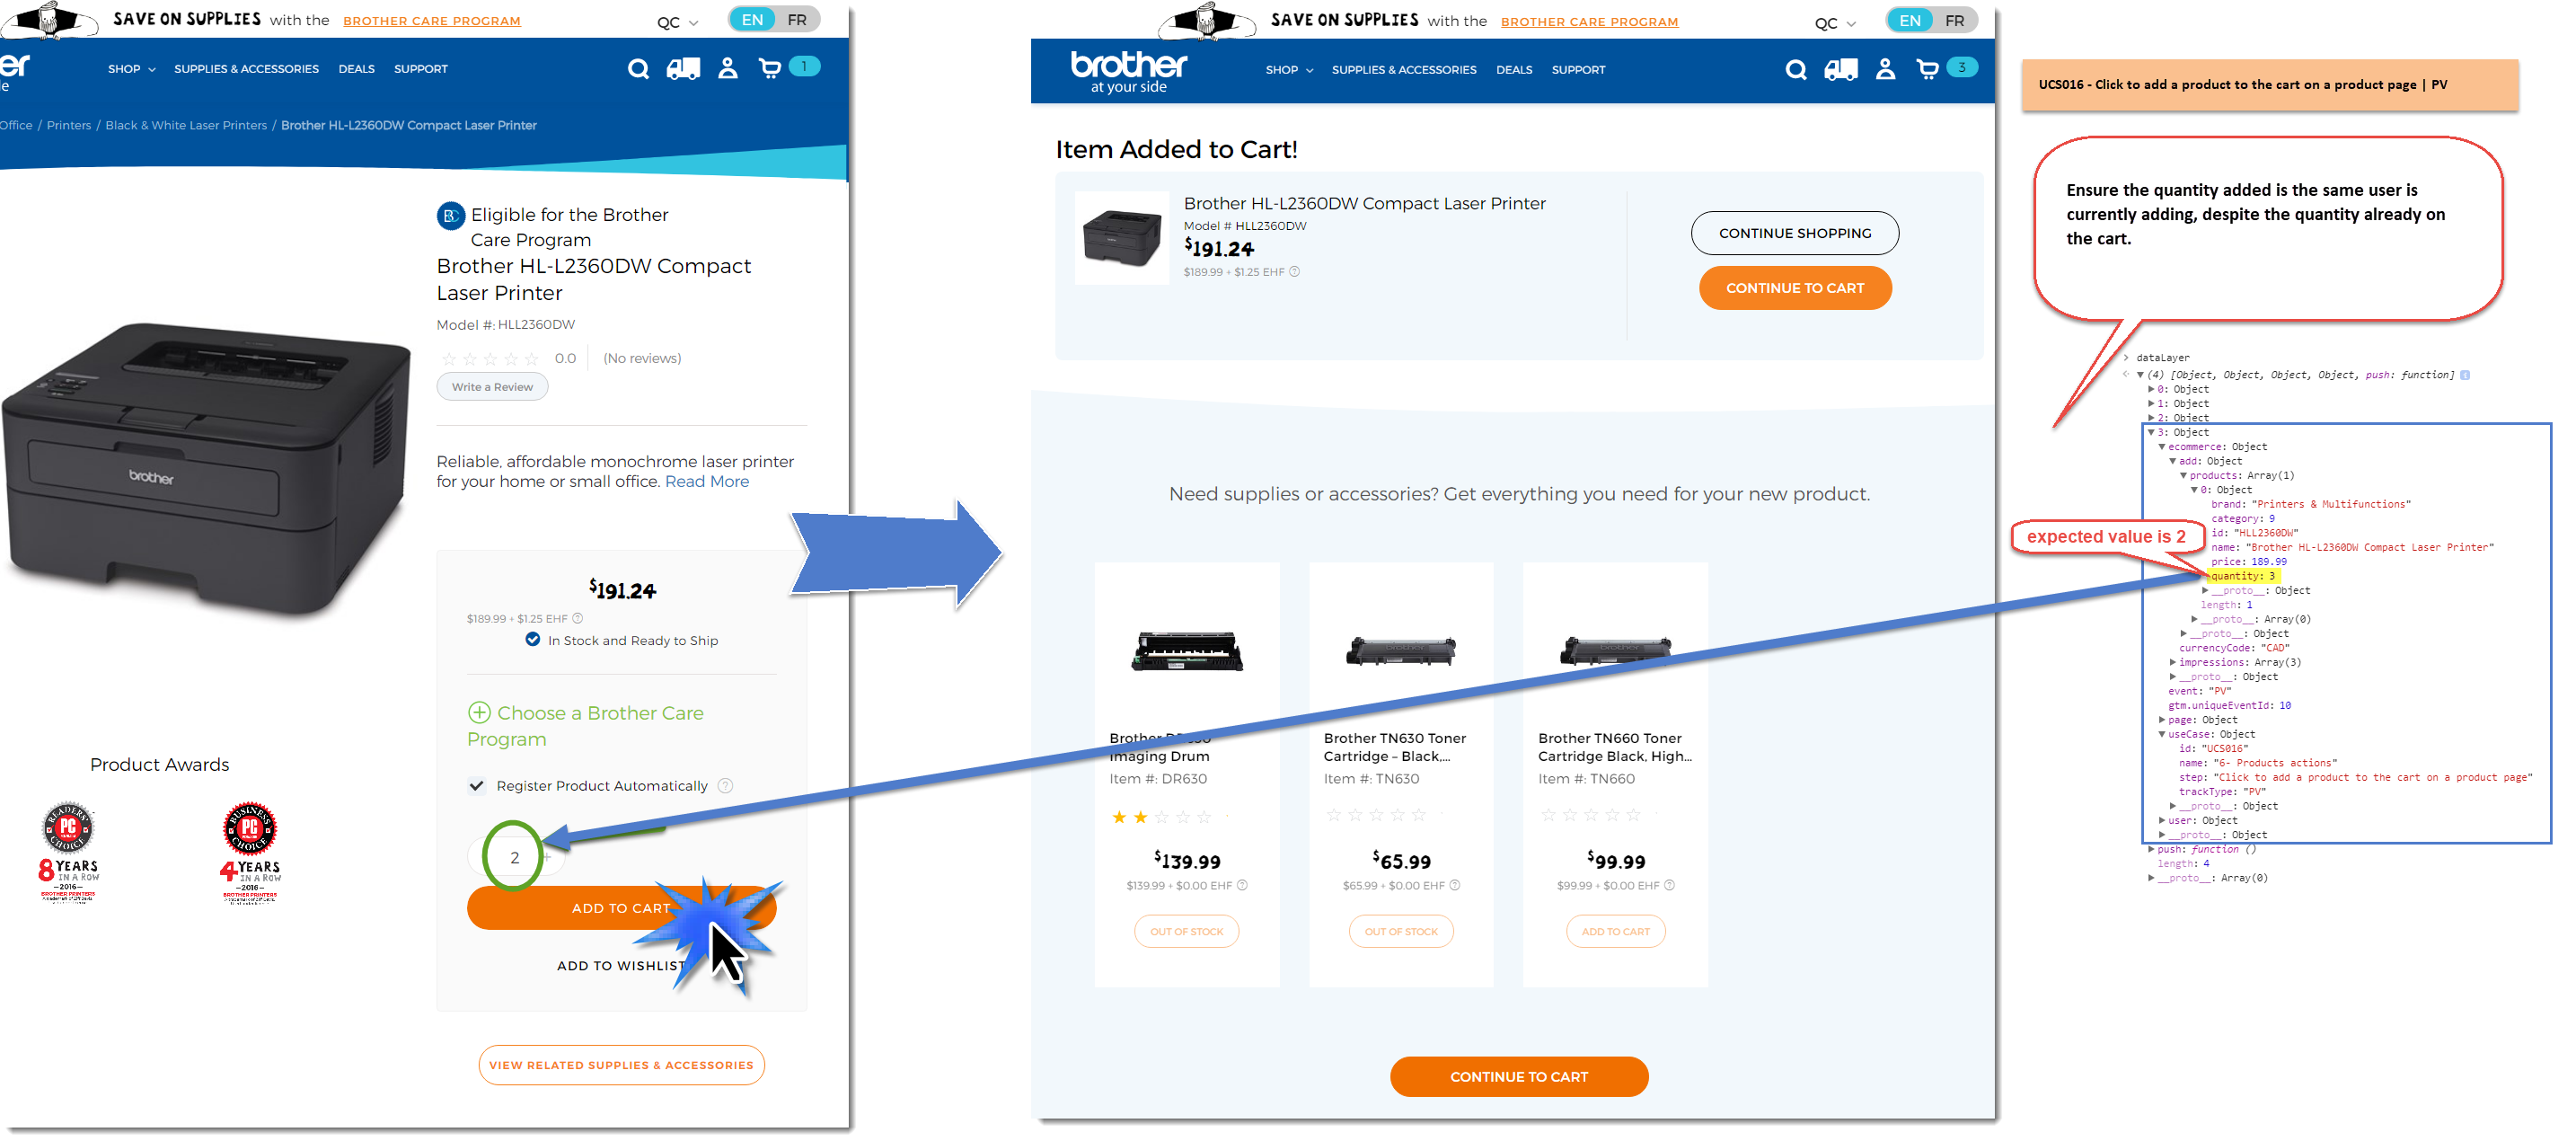 SAVE ON SUPPLIES with the BROTHER CARE PROGRAM
QC
EN FR
er
le
SHOP SUPPLIES & ACCESSORIES DEALS SUPPORT
1
Office / Printers / Black & White Laser Printers / Brother HL-L2360DW Compact Laser Printer
BC Eligible for the Brother
Care Program
Brother HL-L2360DW Compact
Laser Printer
Model #: HLL2360DW
0.0 (No reviews)
Write a Review
Reliable, affordable monochrome laser printer
for your home or small office. Read More
brother
$191.24
$189.99 + $1.25 EHF ?
In Stock and Ready to Ship
Choose a Brother Care
Program
Register Product Automatically ?
2 +
ADD TO CART
ADD TO WISHLIST
VIEW RELATED SUPPLIES & ACCESSORIES
Product Awards
READERS' CHOICE
PC
8 YEARS
IN A ROW
–2016–
BROTHER PRINTERS
BUSINESS CHOICE
PC
4 YEARS
IN A ROW
–2016–
BROTHER PRINTERS
SAVE ON SUPPLIES with the BROTHER CARE PROGRAM
QC
EN FR
brother
at your side
SHOP SUPPLIES & ACCESSORIES DEALS SUPPORT
3
Item Added to Cart!
Brother HL-L2360DW Compact Laser Printer
Model # HLL2360DW
$191.24
$189.99 + $1.25 EHF ?
CONTINUE SHOPPING
CONTINUE TO CART
Need supplies or accessories? Get everything you need for your new product.
Brother DR630
Imaging Drum
Item #: DR630
$139.99
$139.99 + $0.00 EHF ?
OUT OF STOCK
Brother TN630 Toner
Cartridge – Black,...
Item #: TN630
$65.99
$65.99 + $0.00 EHF ?
OUT OF STOCK
Brother TN660 Toner
Cartridge Black, High...
Item #: TN660
$99.99
$99.99 + $0.00 EHF ?
ADD TO CART
CONTINUE TO CART
UCS016 - Click to add a product to the cart on a product page | PV
Ensure the quantity added is the same user is
currently adding, despite the quantity already on
the cart.
dataLayer
(4) [Object, Object, Object, Object, push: function]
0: Object
1: Object
2: Object
3: Object
ecommerce: Object
add: Object
products: Array(1)
0: Object
brand: "Printers & Multifunctions"
category: 9
id: "HLL2360DW"
name: "Brother HL-L2360DW Compact Laser Printer"
price: 189.99
quantity: 3
__proto__: Object
length: 1
__proto__: Array(0)
__proto__: Object
currencyCode: "CAD"
impressions: Array(3)
__proto__: Object
event: "PV"
gtm.uniqueEventId: 10
page: Object
useCase: Object
id: "UCS016"
name: "6- Products actions"
step: "Click to add a product to the cart on a product page"
trackType: "PV"
__proto__: Object
user: Object
__proto__: Object
push: function ()
length: 4
__proto__: Array(0)
expected value is 2